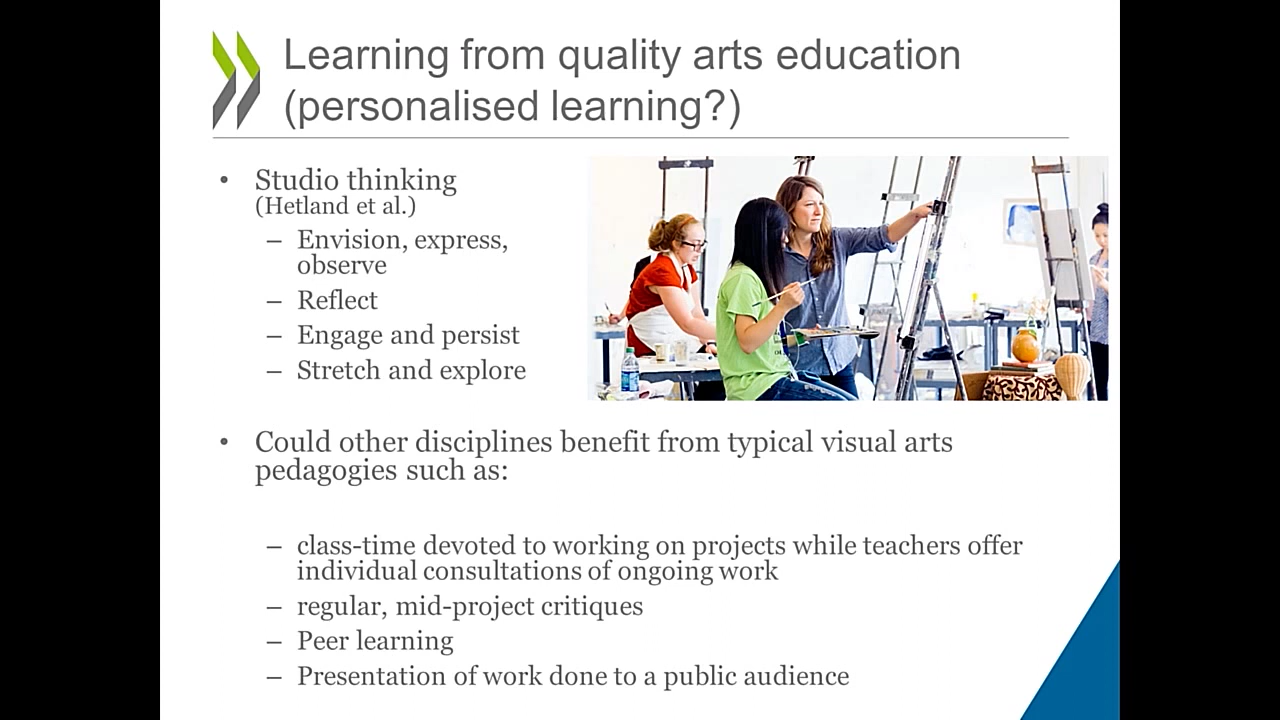 Learning from quality arts education
(personalised learning?)
• Studio thinking
(Hetland et al.)
– Envision, express,
observe
– Reflect
– Engage and persist
– Stretch and explore
• Could other disciplines benefit from typical visual arts
pedagogies such as:
– class-time devoted to working on projects while teachers offer
individual consultations of ongoing work
– regular, mid-project critiques
– Peer learning
– Presentation of work done to a public audience